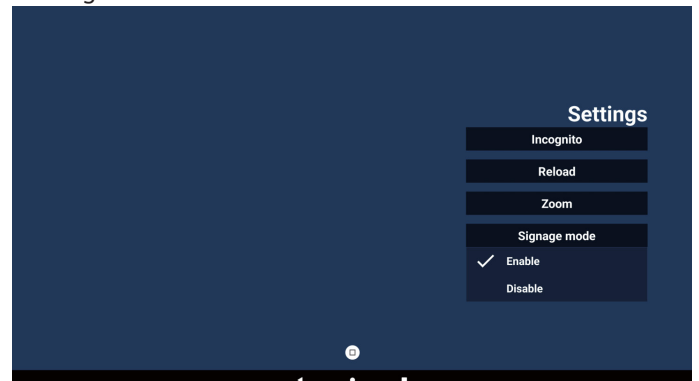 Settings
Incognito
Reload
Zoom
Signage mode
Enable
Disable